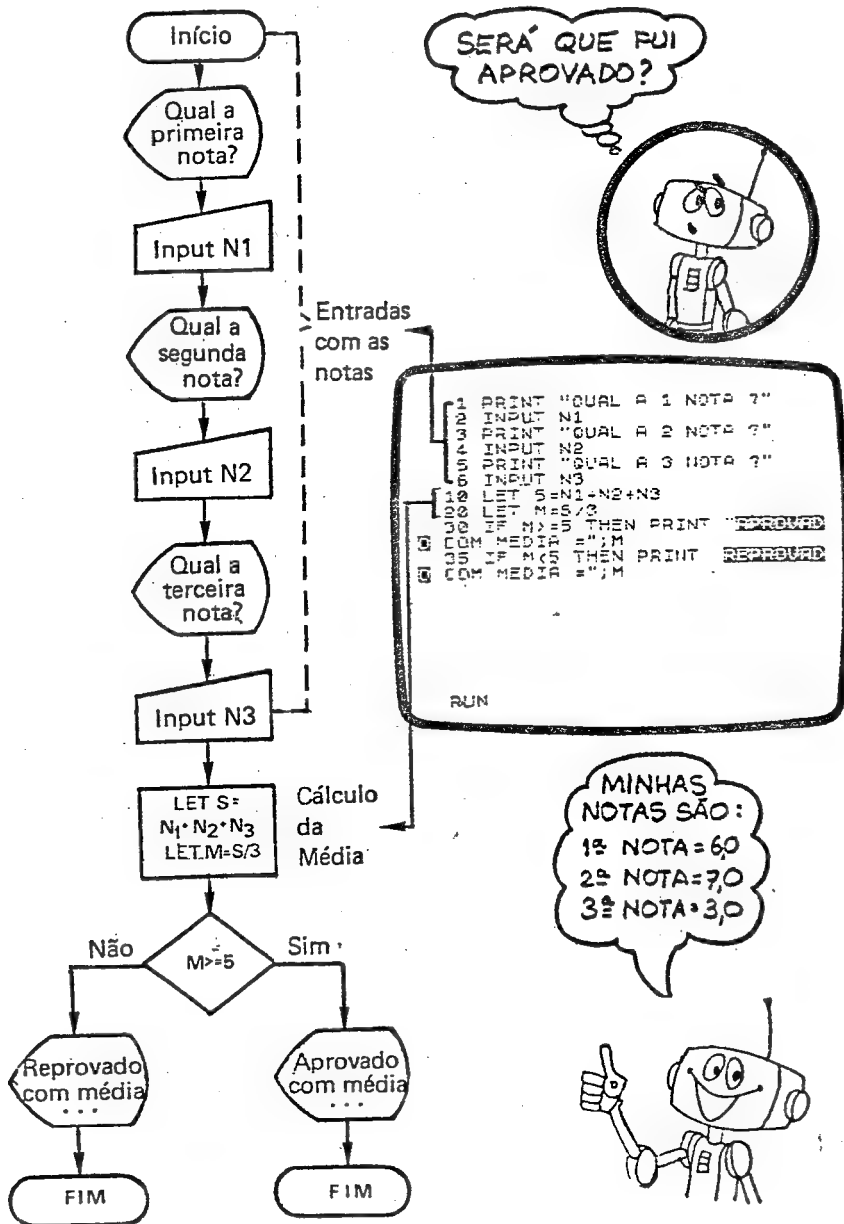 Início
Qual a
primeira
nota?
Input N1
Qual a
segunda
nota?
Input N2
Qual a
terceira
nota?
Input N3
LET S=
N1+N2+N3
LET M=S/3
M>=5
Não
Sim
Reprovado
com média
...
Aprovado
com média
...
FIM
FIM
Entradas
com as
notas
Cálculo
da
Média
SERÁ QUE FUI
APROVADO?
1 PRINT "QUAL A 1 NOTA ?"
2 INPUT N1
3 PRINT "QUAL A 2 NOTA ?"
4 INPUT N2
5 PRINT "QUAL A 3 NOTA ?"
6 INPUT N3
10 LET S=N1+N2+N3
20 LET M=S/3
30 IF M>=5 THEN PRINT "APROVAD
O COM MEDIA =";M
35 IF M<5 THEN PRINT REPROVAD
O COM MEDIA =";M
RUN
MINHAS
NOTAS SÃO:
1ª NOTA=6,0
2ª NOTA=7,0
3ª NOTA=3,0